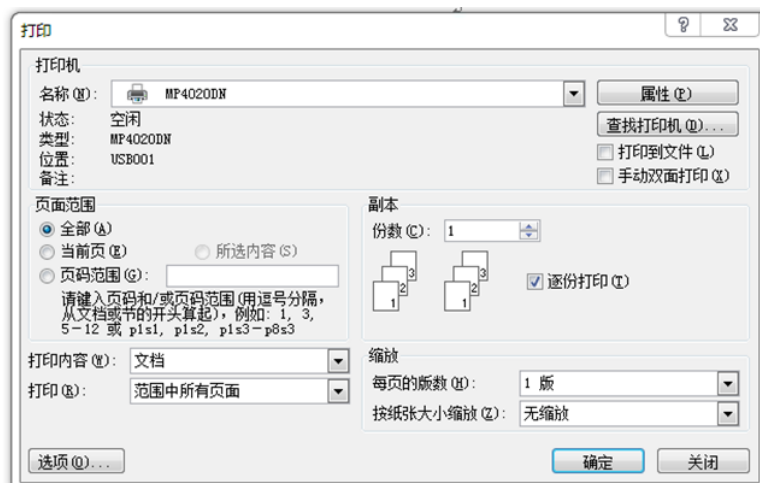 打印
打印机
名称(N): MP4020DN
属性(P)
状态: 空闲
查找打印机(D)...
类型: MP4020DN
位置: USB001
打印到文件(L)
备注:
手动双面打印(X)
页面范围
全部(A)
当前页(E) 所选内容(S)
页码范围(G):
请键入页码和/或页码范围(用逗号分隔,
从文档或节的开头算起), 例如: 1, 3,
5-12 或 p1s1, p1s2, p1s3-p8s3
副本
份数(C): 1
1 2 3 1 2 3
逐份打印(T)
打印内容(W): 文档
打印(R): 范围中所有页面
缩放
每页的版数(H): 1 版
按纸张大小缩放(Z): 无缩放
选项(O)... 确定 关闭